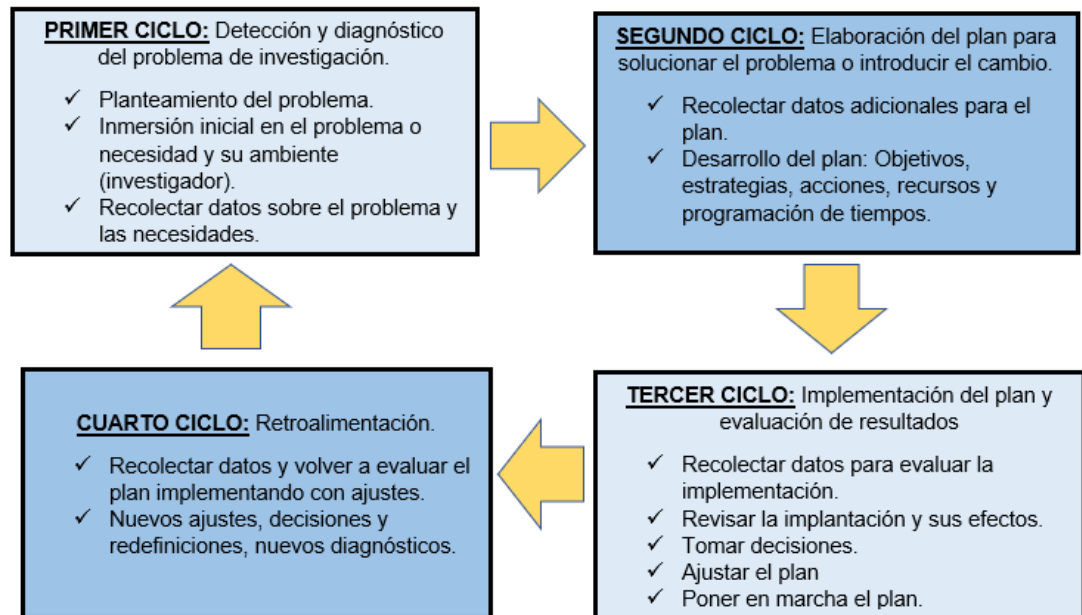 PRIMER CICLO: Detección y diagnóstico
del problema de investigación.
✓ Planteamiento del problema.
✓ Inmersión inicial en el problema o
necesidad y su ambiente
(investigador).
✓ Recolectar datos sobre el problema y
las necesidades.
SEGUNDO CICLO: Elaboración del plan para
solucionar el problema o introducir el cambio.
✓ Recolectar datos adicionales para el
plan.
✓ Desarrollo del plan: Objetivos,
estrategias, acciones, recursos y
programación de tiempos.
TERCER CICLO: Implementación del plan y
evaluación de resultados
✓ Recolectar datos para evaluar la
implementación.
✓ Revisar la implantación y sus efectos.
✓ Tomar decisiones.
✓ Ajustar el plan
✓ Poner en marcha el plan.
CUARTO CICLO: Retroalimentación.
✓ Recolectar datos y volver a evaluar el
plan implementando con ajustes.
✓ Nuevos ajustes, decisiones y
redefiniciones, nuevos diagnósticos.